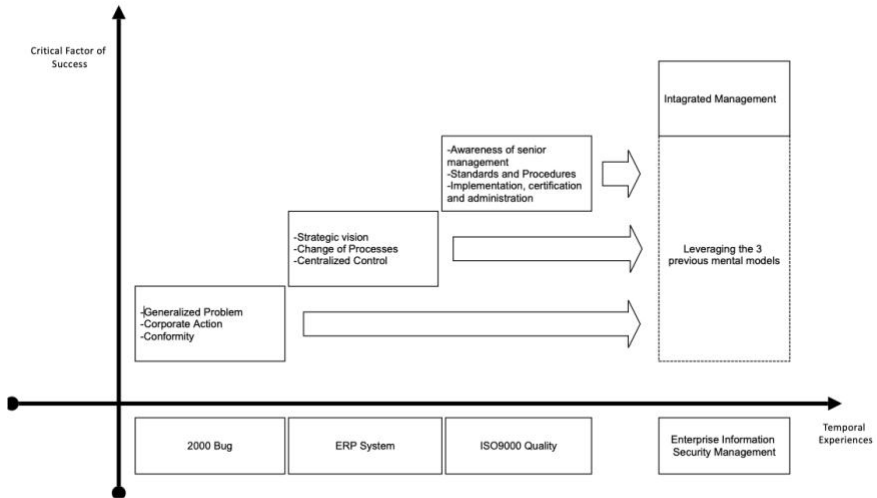 Critical Factor of
Success
Intagrated Management
-Awareness of senior
management
-Standards and Procedures
-Implementation, certification
and administration
-Strategic vision
-Change of Processes
-Centralized Control
Leveraging the 3
previous mental models
-Generalized Problem
-Corporate Action
-Conformity
2000 Bug
ERP System
ISO9000 Quality
Enterprise Information
Security Management
Temporal
Experiences